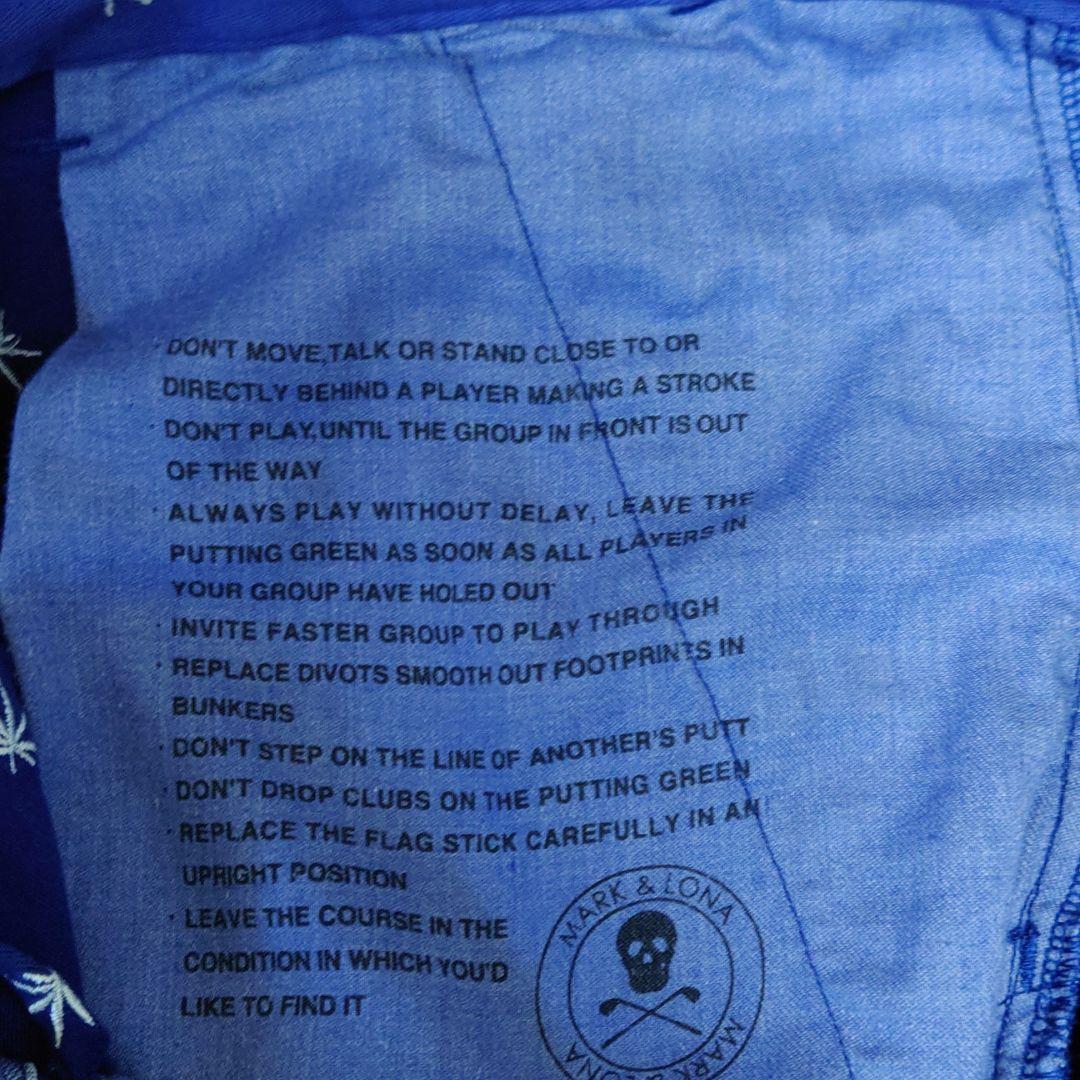 · DON'T MOVE,TALK OR STAND CLOSE TO OR
DIRECTLY BEHIND A PLAYER MAKING A STROKE
· DON'T PLAY,UNTIL THE GROUP IN FRONT IS OUT
OF THE WAY
· ALWAYS PLAY WITHOUT DELAY, LEAVE THE
PUTTING GREEN AS SOON AS ALL PLAYERS IN
YOUR GROUP HAVE HOLED OUT
· INVITE FASTER GROUP TO PLAY THROUGH
· REPLACE DIVOTS SMOOTH OUT FOOTPRINTS IN
BUNKERS
· DON'T STEP ON THE LINE OF ANOTHER'S PUTT
· DON'T DROP CLUBS ON THE PUTTING GREEN
· REPLACE THE FLAG STICK CAREFULLY IN AN
UPRIGHT POSITION
· LEAVE THE COURSE IN THE
CONDITION IN WHICH YOU'D
LIKE TO FIND IT
MARK & LONA
MARK & LONA